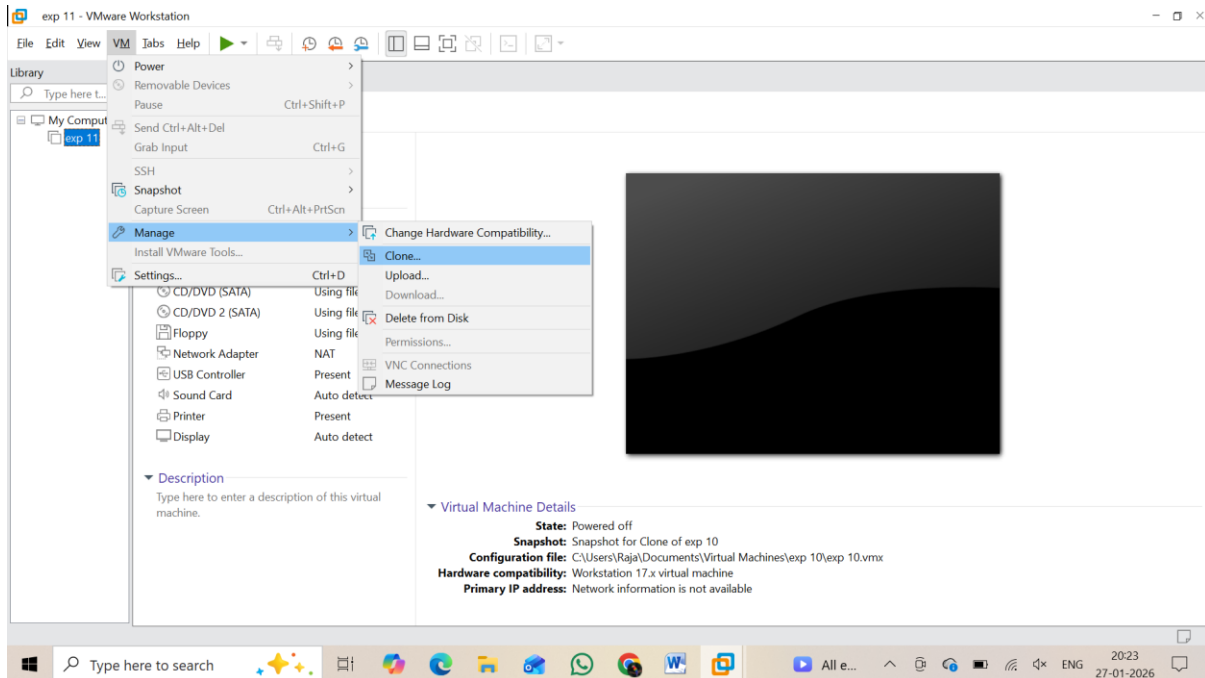 exp 11 - VMware Workstation
File Edit View VM Tabs Help
Library
Type here t...
My Comput
exp 11
Power
Removable Devices
Pause Ctrl+Shift+P
Send Ctrl+Alt+Del
Grab Input Ctrl+G
SSH
Snapshot
Capture Screen Ctrl+Alt+PrtScn
Manage
Install VMware Tools...
Settings... Ctrl+D
Change Hardware Compatibility...
Clone...
Upload...
Download...
Delete from Disk
Permissions...
VNC Connections
Message Log
CD/DVD (SATA) Using file
CD/DVD 2 (SATA) Using file
Floppy Using file
Network Adapter NAT
USB Controller Present
Sound Card Auto detect
Printer Present
Display Auto detect
Description
Type here to enter a description of this virtual
machine.
Virtual Machine Details
State: Powered off
Snapshot: Snapshot for Clone of exp 10
Configuration file: C:\Users\Raja\Documents\Virtual Machines\exp 10\exp 10.vmx
Hardware compatibility: Workstation 17.x virtual machine
Primary IP address: Network information is not available
Type here to search
All e...
ENG
20:23
27-01-2026